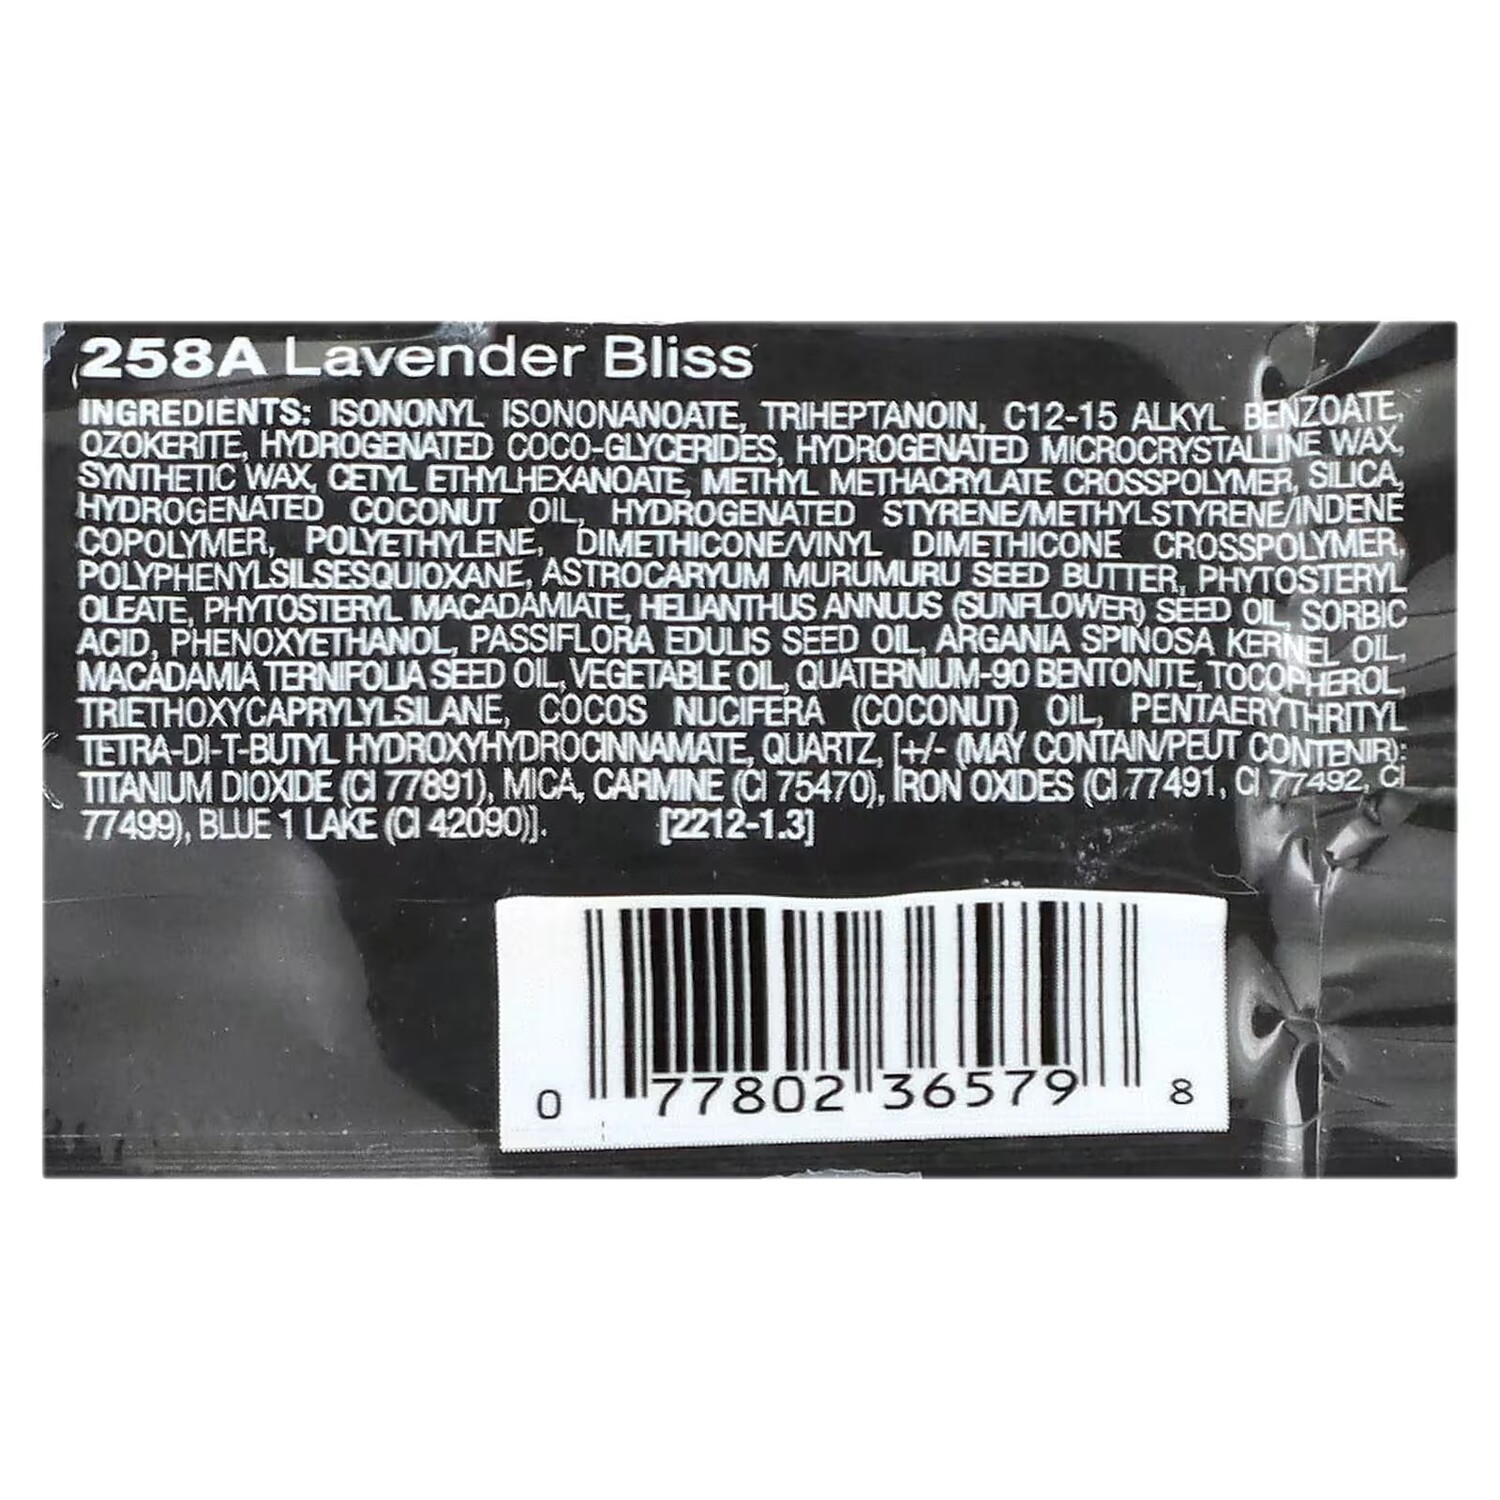 258A Lavender Bliss
INGREDIENTS: ISONONYL ISONONANOATE, TRIHEPTANOIN, C12-15 ALKYL BENZOATE,
OZOKERITE, HYDROGENATED COCO-GLYCERIDES, HYDROGENATED MICROCRYSTALLINE WAX,
SYNTHETIC WAX, CETYL ETHYLHEXANOATE, METHYL METHACRYLATE CROSSPOLYMER, SILICA,
HYDROGENATED COCONUT OIL, HYDROGENATED STYRENE/METHYLSTYRENE/INDENE
COPOLYMER, POLYETHYLENE, DIMETHICONE/VINYL DIMETHICONE CROSSPOLYMER,
POLYPHENYLSILSESQUIOXANE, ASTROCARYUM MURUMURU SEED BUTTER, PHYTOSTERYL
OLEATE, PHYTOSTERYL MACADAMIATE, HELIANTHUS ANNUUS (SUNFLOWER) SEED OIL, SORBIC
ACID, PHENOXYETHANOL, PASSIFLORA EDULIS SEED OIL, ARGANIA SPINOSA KERNEL OIL,
MACADAMIA TERNIFOLIA SEED OIL, VEGETABLE OIL, QUATERNIUM-90 BENTONITE, TOCOPHEROL,
TRIETHOXYCAPRYLYLSILANE, COCOS NUCIFERA (COCONUT) OIL, PENTAERYTHRITYL
TETRA-DI-T-BUTYL HYDROXYHYDROCINNAMATE, QUARTZ, [+/- (MAY CONTAIN/PEUT CONTENIR):
TITANIUM DIOXIDE (CI 77891), MICA, CARMINE (CI 75470), IRON OXIDES (CI 77491, CI 77492, CI
77499), BLUE 1 LAKE (CI 42090)]. [2212-1.3]
0 77802 36579 8